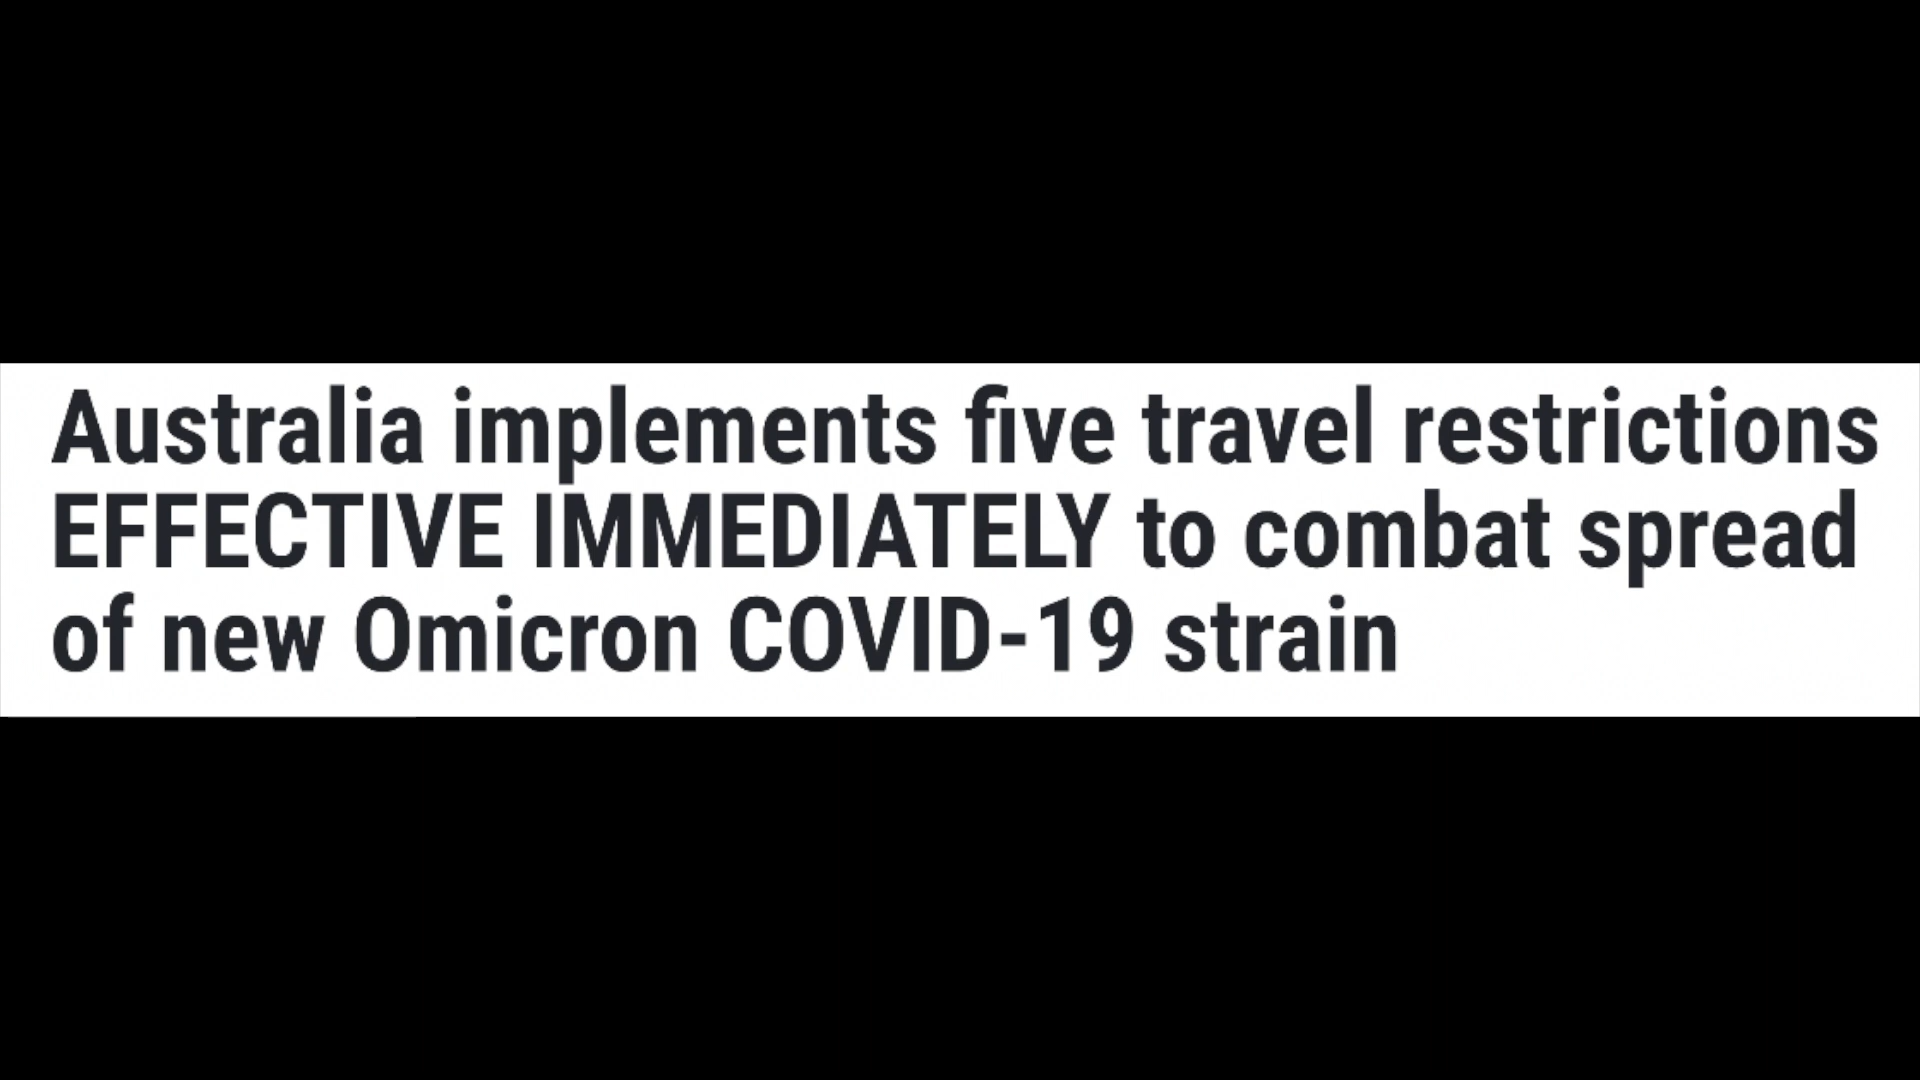 Australia implements five travel restrictions
EFFECTIVE IMMEDIATELY to combat spread
of new Omicron COVID-19 strain